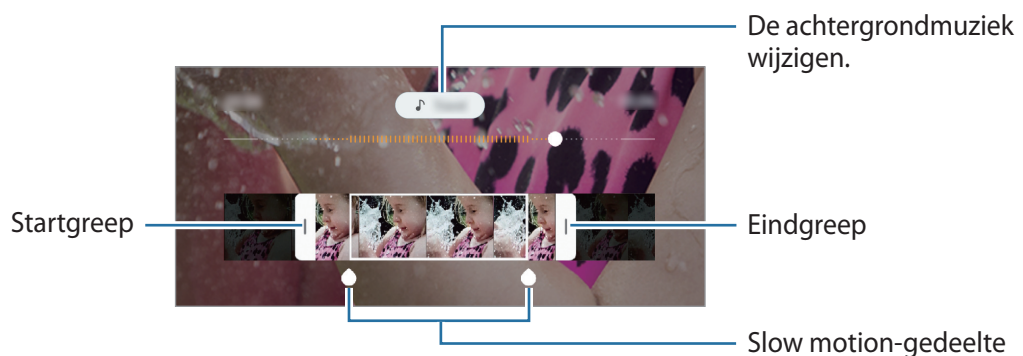 De achtergrondmuziek
wijzigen.
Startgreep
Eindgreep
Slow motion-gedeelte